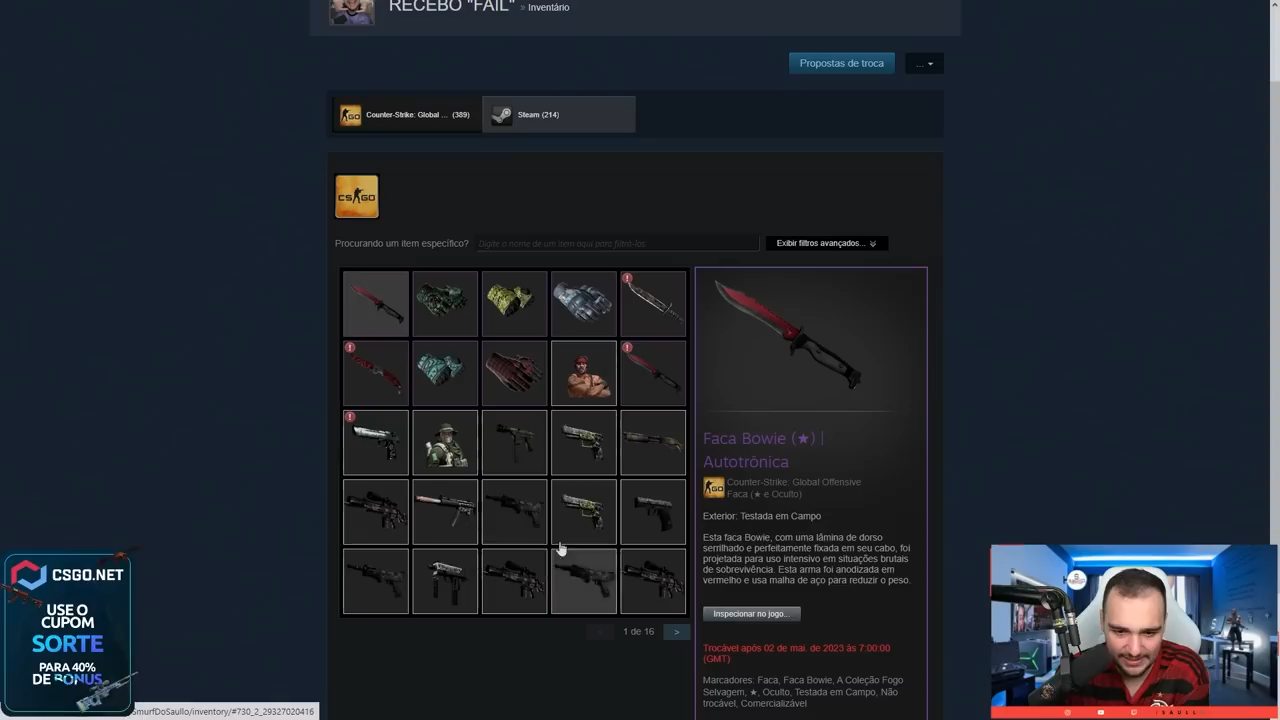 RECEBO "FAIL" » Inventário
Propostas de troca
...
Counter-Strike: Global ... (389)
Steam (214)
CS GO
Procurando um item específico?
Digite o nome de um item aqui para filtrá-los
Exibir filtros avançados...
Faca Bowie (★) |
Autotrônica
Counter-Strike: Global Offensive
Faca (★ e Oculto)
Exterior: Testada em Campo
Esta faca Bowie, com uma lâmina de dorso
serrilhado e perfeitamente fixada em seu cabo, foi
projetada para uso intensivo em situações brutais
de sobrevivência. Esta arma foi anodizada em
vermelho e usa malha de aço para reduzir o peso.
Inspecionar no jogo...
Trocável após 02 de mai. de 2023 às 7:00:00
(GMT)
Marcadores: Faca, Faca Bowie, A Coleção Fogo
Selvagem, ★, Oculto, Testada em Campo, Não
trocável, Comercializável
< 1 de 16 >
CSGO.NET
USE O
CUPOM
SORTE
PARA 40%
DE BONUS
SmurfDoSaullo/inventory/#730_2_29327020416